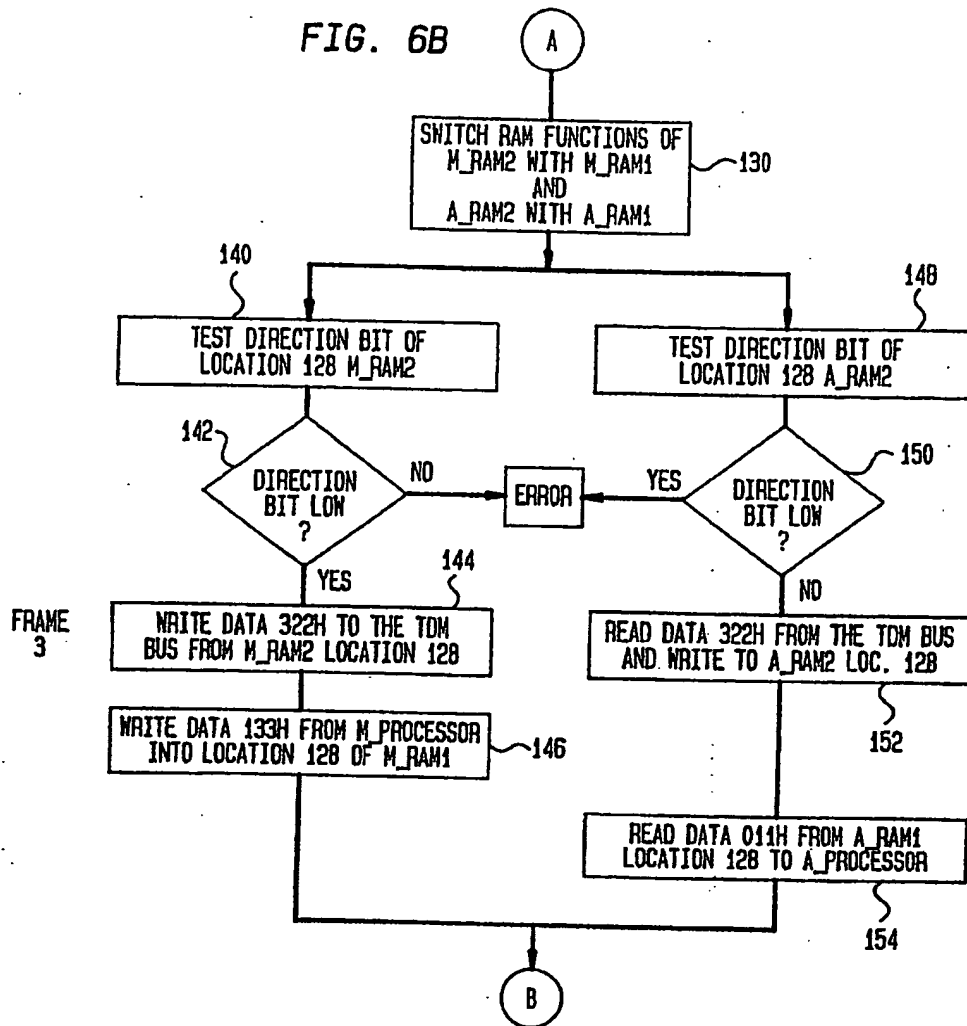 FIG. 6B
A
SWITCH RAM FUNCTIONS OF
M_RAM2 WITH M_RAM1
AND
A_RAM2 WITH A_RAM1
130
140
TEST DIRECTION BIT OF
LOCATION 128 M_RAM2
148
TEST DIRECTION BIT OF
LOCATION 128 A_RAM2
142
DIRECTION
BIT LOW
?
NO
ERROR
YES
150
DIRECTION
BIT LOW
?
YES
144
NO
FRAME
3
WRITE DATA 322H TO THE TDM
BUS FROM M_RAM2 LOCATION 128
READ DATA 322H FROM THE TDM BUS
AND WRITE TO A_RAM2 LOC. 128
152
WRITE DATA 133H FROM M_PROCESSOR
INTO LOCATION 128 OF M_RAM1
146
READ DATA 011H FROM A_RAM1
LOCATION 128 TO A_PROCESSOR
154
B